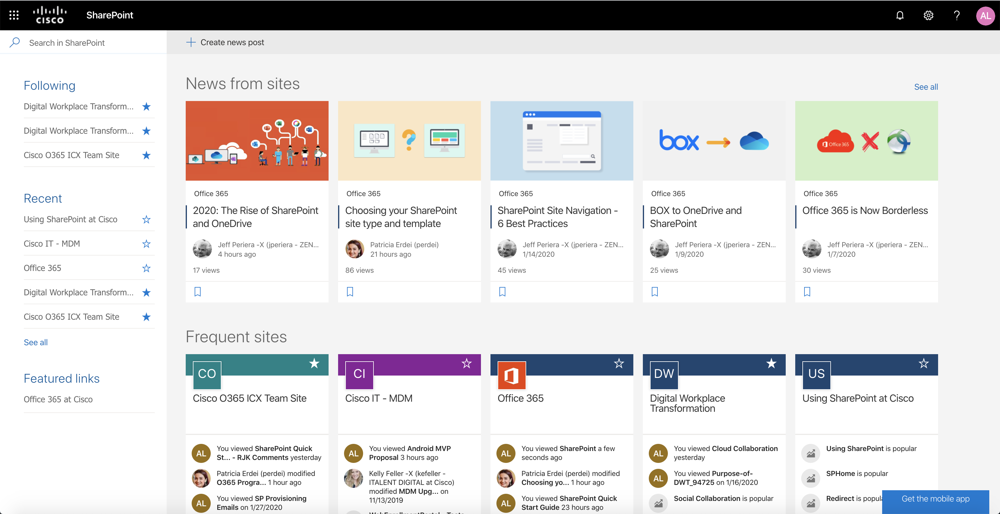 CISCO
SharePoint
AL
Search in SharePoint
Create news post
Following
Digital Workplace Transform...
Digital Workplace Transform...
Cisco O365 ICX Team Site
Recent
Using SharePoint at Cisco
Cisco IT - MDM
Office 365
Digital Workplace Transform...
Cisco O365 ICX Team Site
See all
Featured links
Office 365 at Cisco
News from sites
See all
Office 365
2020: The Rise of SharePoint
and OneDrive
Jeff Periera -X (jperiera - ZEN...
4 hours ago
17 views
Office 365
Choosing your SharePoint
site type and template
Patricia Erdei (perdei)
21 hours ago
86 views
Office 365
SharePoint Site Navigation -
6 Best Practices
Jeff Periera -X (jperiera - ZEN...
1/14/2020
45 views
box
Office 365
BOX to OneDrive and
SharePoint
Jeff Periera -X (jperiera - ZEN...
1/9/2020
25 views
Office 365
Office 365
Office 365 is Now Borderless
Jeff Periera -X (jperiera - ZEN...
1/7/2020
30 views
Frequent sites
CO
Cisco O365 ICX Team Site
AL
You viewed SharePoint Quick
St... - RJK Comments yesterday
Patricia Erdei (perdei) modified
O365 Progra... 1 hour ago
AL
You viewed SP Provisioning
Emails on 1/27/2020
CI
Cisco IT - MDM
AL
You viewed Android MVP
Proposal 3 hours ago
Kelly Feller -X (kefeller -
ITALENT DIGITAL at Cisco)
modified MDM Upg... on
11/13/2019
Office 365
AL
You viewed SharePoint a few
seconds ago
Patricia Erdei (perdei) modified
Choosing yo... 1 hour ago
AL
You viewed SharePoint Quick
Start Guide 23 hours ago
DW
Digital Workplace
Transformation
AL
You viewed Cloud Collaboration
yesterday
AL
You viewed Purpose-of-
DWT_94725 on 1/16/2020
Social Collaboration is popular
US
Using SharePoint at Cisco
Using SharePoint is popular
SPHome is popular
Redirect is
Get the mobile app